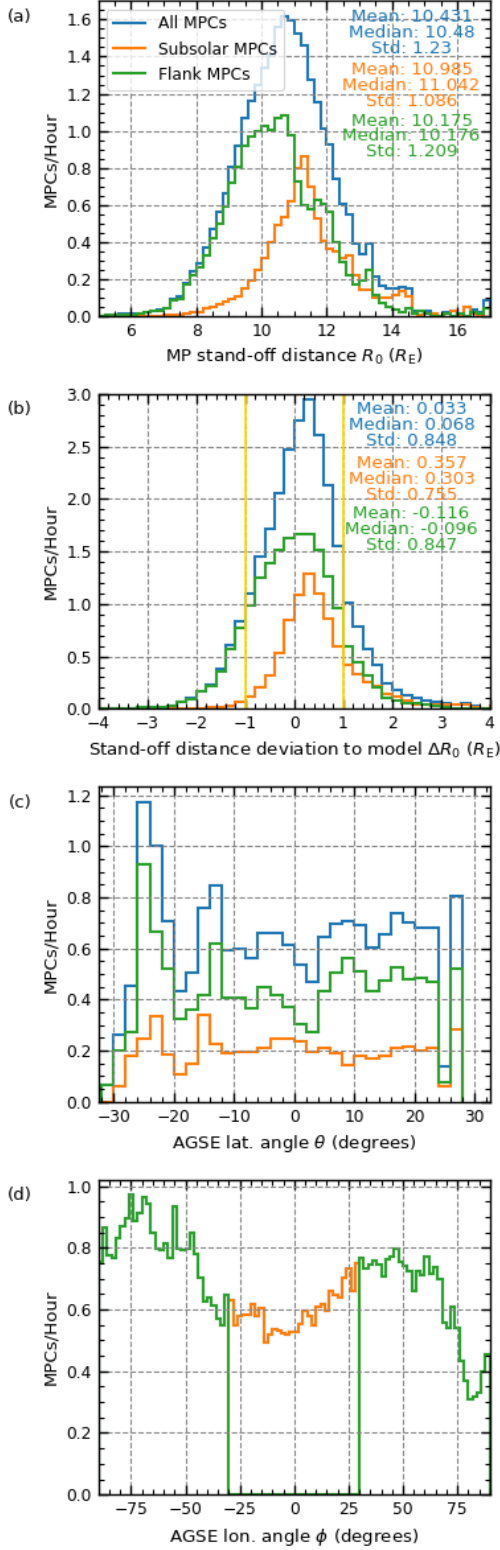 (a)
All MPCs
Subsolar MPCs
Flank MPCs
Mean: 10.431
Median: 10.48
Std: 1.23
Mean: 10.985
Median: 11.042
Std: 1.086
Mean: 10.175
Median: 10.176
Std: 1.209
MPCs/Hour
1.6
1.4
1.2
1.0
0.8
0.6
0.4
0.2
0.0
6 8 10 12 14 16
MP stand-off distance R₀ (R_E)
(b)
Mean: 0.033
Median: 0.068
Std: 0.848
Mean: 0.357
Median: 0.303
Std: 0.755
Mean: -0.116
Median: -0.096
Std: 0.847
MPCs/Hour
3.0
2.5
2.0
1.5
1.0
0.5
0.0
−4 −3 −2 −1 0 1 2 3 4
Stand-off distance deviation to model ΔR₀ (R_E)
(c)
MPCs/Hour
1.2
1.0
0.8
0.6
0.4
0.2
0.0
−30 −20 −10 0 10 20 30
AGSE lat. angle θ (degrees)
(d)
MPCs/Hour
1.0
0.8
0.6
0.4
0.2
0.0
−75 −50 −25 0 25 50 75
AGSE lon. angle ϕ (degrees)